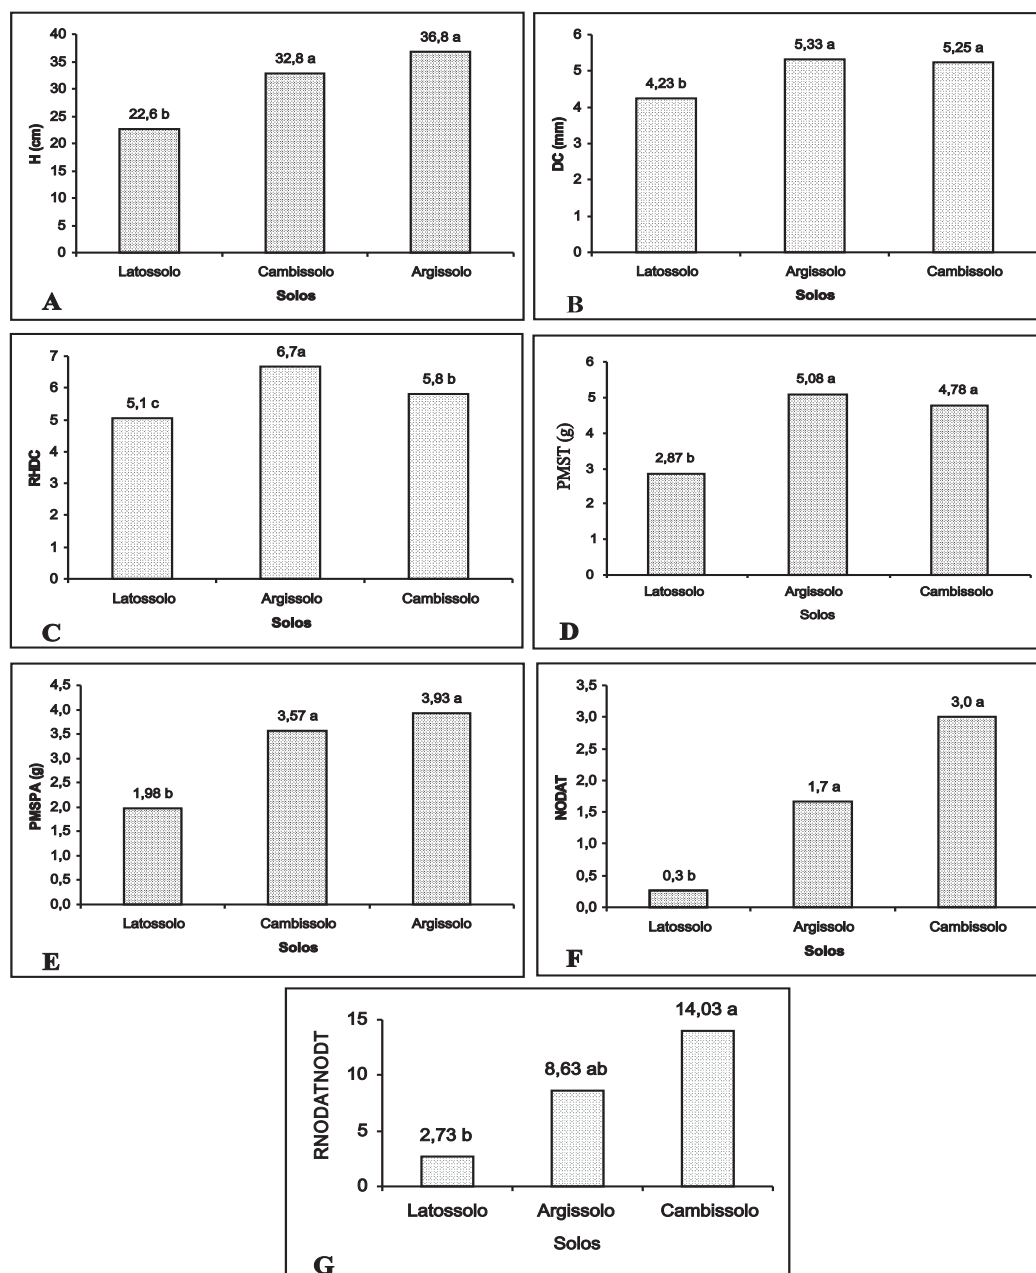 40
35
30
25
20
15
10
5
0
H (cm)
22,6 b
32,8 a
36,8 a
Latossolo Cambissolo Argissolo
Solos
A
6
5
4
3
2
1
0
DC (mm)
4,23 b
5,33 a
5,25 a
Latossolo Argissolo Cambissolo
Solos
B
7
6
5
4
3
2
1
0
RHDC
5,1 c
6,7a
5,8 b
Latossolo Argissolo Cambissolo
Solos
C
6
5
4
3
2
1
0
PMST (g)
2,87 b
5,08 a
4,78 a
Latossolo Argissolo Cambissolo
Solos
D
4,5
4,0
3,5
3,0
2,5
2,0
1,5
1,0
0,5
0,0
PMSPA (g)
1,98 b
3,57 a
3,93 a
Latossolo Cambissolo Argissolo
Solos
E
3,5
3,0
2,5
2,0
1,5
1,0
0,5
0,0
NODAT
0,3 b
1,7 a
3,0 a
Latossolo Argissolo Cambissolo
Solos
F
15
10
5
0
RNODATNODT
2,73 b
8,63 ab
14,03 a
Latossolo Argissolo Cambissolo
Solos
G